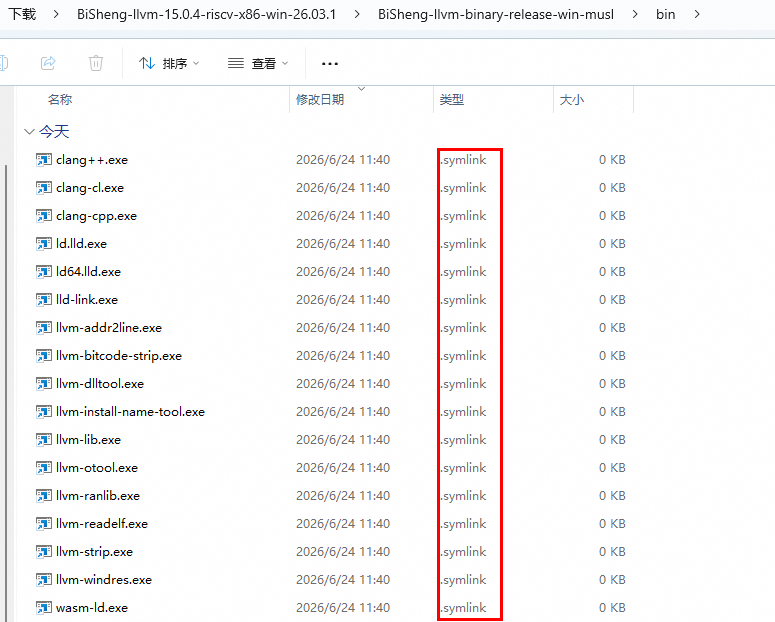 下载 > BiSheng-llvm-15.0.4-riscv-x86-win-26.03.1 > BiSheng-llvm-binary-release-win-musl > bin >
排序 查看 ...
名称 修改日期 类型 大小
今天
clang++.exe 2026/6/24 11:40 .symlink 0 KB
clang-cl.exe 2026/6/24 11:40 .symlink 0 KB
clang-cpp.exe 2026/6/24 11:40 .symlink 0 KB
ld.lld.exe 2026/6/24 11:40 .symlink 0 KB
ld64.lld.exe 2026/6/24 11:40 .symlink 0 KB
lld-link.exe 2026/6/24 11:40 .symlink 0 KB
llvm-addr2line.exe 2026/6/24 11:40 .symlink 0 KB
llvm-bitcode-strip.exe 2026/6/24 11:40 .symlink 0 KB
llvm-dlltool.exe 2026/6/24 11:40 .symlink 0 KB
llvm-install-name-tool.exe 2026/6/24 11:40 .symlink 0 KB
llvm-lib.exe 2026/6/24 11:40 .symlink 0 KB
llvm-otool.exe 2026/6/24 11:40 .symlink 0 KB
llvm-ranlib.exe 2026/6/24 11:40 .symlink 0 KB
llvm-readelf.exe 2026/6/24 11:40 .symlink 0 KB
llvm-strip.exe 2026/6/24 11:40 .symlink 0 KB
llvm-windres.exe 2026/6/24 11:40 .symlink 0 KB
wasm-ld.exe 2026/6/24 11:40 .symlink 0 KB